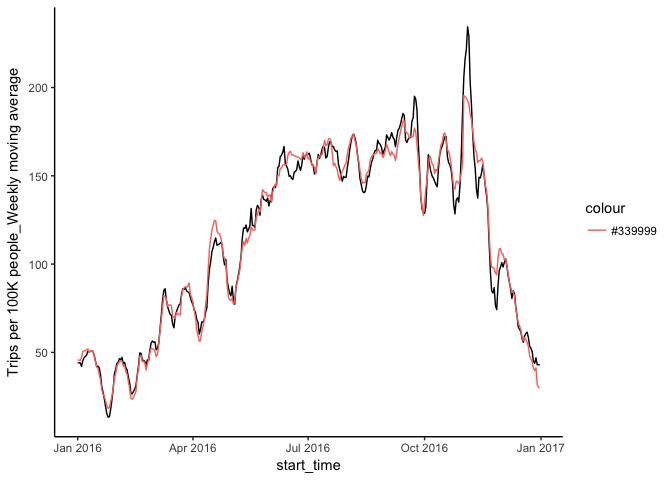 Trips per 100K people_Weekly moving average
200
150
100
50
Jan 2016
Apr 2016
Jul 2016
Oct 2016
Jan 2017
start_time
colour
#339999